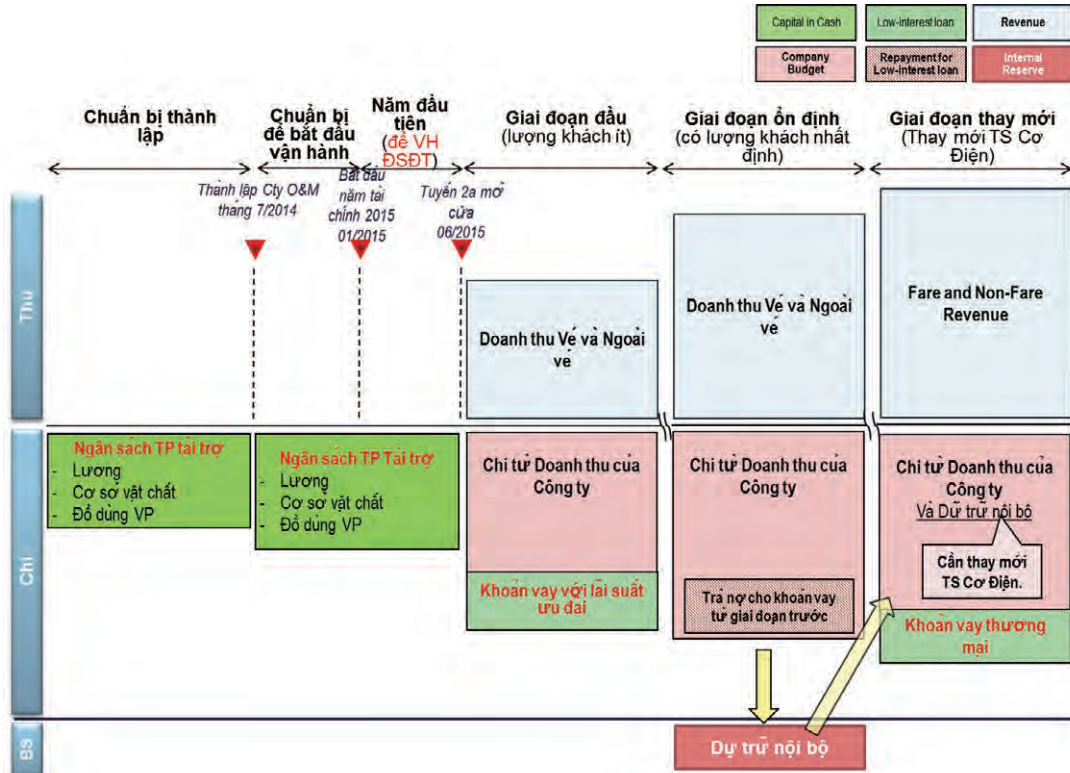 Capital in Cash
Low-interest loan
Revenue
Company
Budget
Repayment for
Low-interest loan
Internal
Reserve
Chuẩn bị thành
lập
Chuẩn bị
để bắt đầu
vận hành
Năm đầu
tiên
(để VH
ĐSĐT)
Giai đoạn đầu
(lượng khách ít)
Giai đoạn ổn định
(có lượng khách nhất
định)
Giai đoạn thay mới
(Thay mới TS Cơ
Điện)
Thành lập Cty O&M
tháng 7/2014
Bắt đầu
năm tài
chính 2015
01/2015
Tuyến 2a mở
cửa
06/2015
Thu
Doanh thu Vé và Ngoài
vé
Doanh thu Vé và Ngoài
vé
Fare and Non-Fare
Revenue
Chi
Ngân sách TP tài trợ
- Lương
- Cơ sở vật chất
- Đồ dùng VP
Ngân sách TP Tài trợ
- Lương
- Cơ sở vật chất
- Đồ dùng VP
Chi từ Doanh thu của
Công ty
Khoản vay với lãi suất
ưu đãi
Chi từ Doanh thu của
Công ty
Trả nợ cho khoản vay
từ giai đoạn trước
Chi từ Doanh thu của
Công ty
Và Dữ trữ nội bộ
Cần thay mới
TS Cơ Điện.
Khoản vay thương
mại
BS
Dự trữ nội bộ